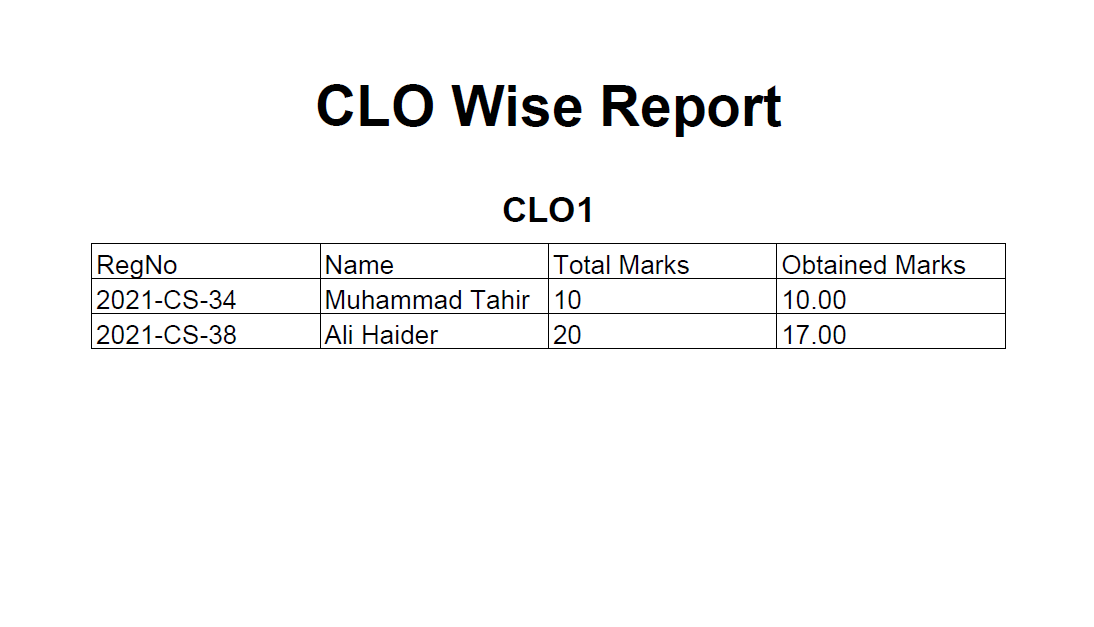 CLO Wise Report
CLO1
RegNo Name Total Marks Obtained Marks
2021-CS-34 Muhammad Tahir 10 10.00
2021-CS-38 Ali Haider 20 17.00